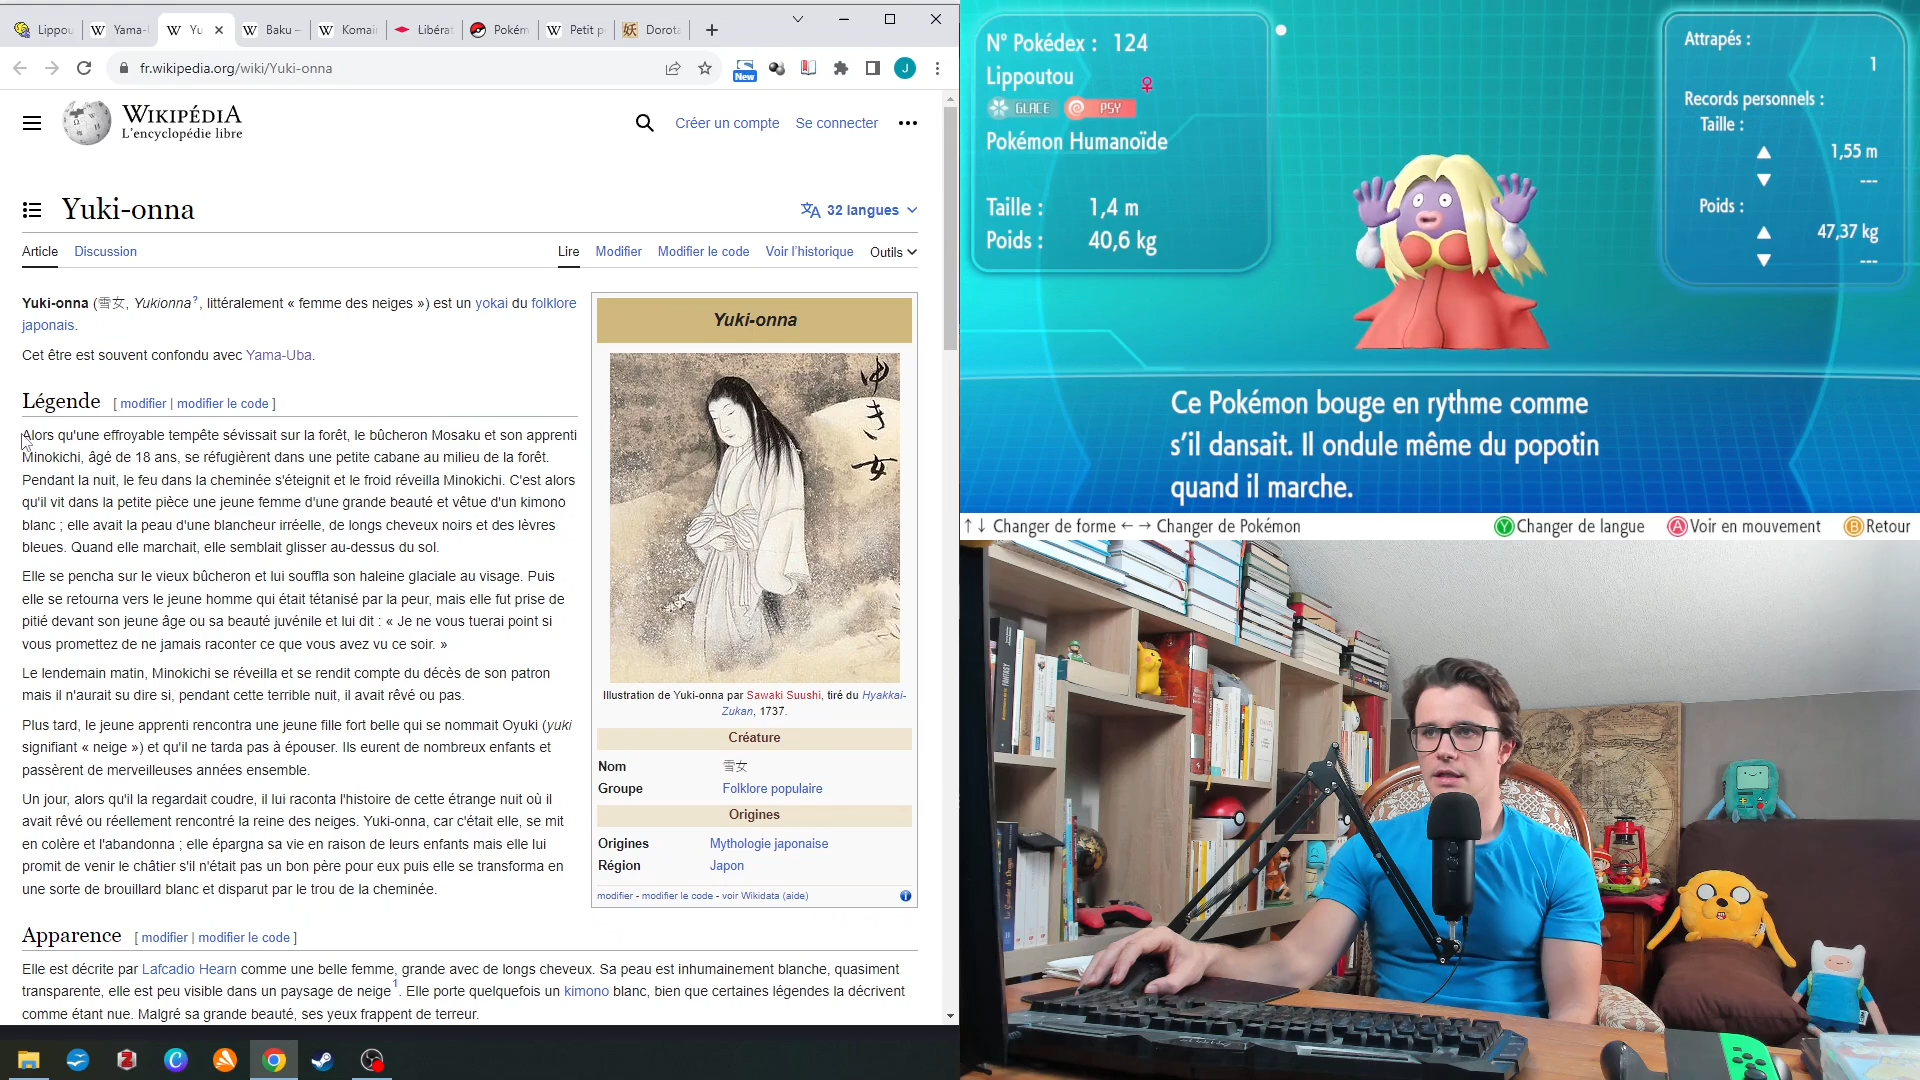 Lippou
Yama-U
Yu
Baku –
Komai
Libérat
Pokém
Petit p
Dorota
fr.wikipedia.org/wiki/Yuki-onna
New
J
WIKIPÉDIA
L'encyclopédie libre
Créer un compte
Se connecter
Yuki-onna
32 langues
Article
Discussion
Lire
Modifier
Modifier le code
Voir l'historique
Outils
Yuki-onna (雪女, Yukionna?, littéralement « femme des neiges ») est un yokai du folklore
japonais.
Cet être est souvent confondu avec Yama-Uba.
Légende [ modifier | modifier le code ]
Alors qu'une effroyable tempête sévissait sur la forêt, le bûcheron Mosaku et son apprenti
Minokichi, âgé de 18 ans, se réfugièrent dans une petite cabane au milieu de la forêt.
Pendant la nuit, le feu dans la cheminée s'éteignit et le froid réveilla Minokichi. C'est alors
qu'il vit dans la petite pièce une jeune femme d'une grande beauté et vêtue d'un kimono
blanc ; elle avait la peau d'une blancheur irréelle, de longs cheveux noirs et des lèvres
bleues. Quand elle marchait, elle semblait glisser au-dessus du sol.
Elle se pencha sur le vieux bûcheron et lui souffla son haleine glaciale au visage. Puis
elle se retourna vers le jeune homme qui était tétanisé par la peur, mais elle fut prise de
pitié devant son jeune âge ou sa beauté juvénile et lui dit : « Je ne vous tuerai point si
vous promettez de ne jamais raconter ce que vous avez vu ce soir. »
Le lendemain matin, Minokichi se réveilla et se rendit compte du décès de son patron
mais il n'aurait su dire si, pendant cette terrible nuit, il avait rêvé ou pas.
Plus tard, le jeune apprenti rencontra une jeune fille fort belle qui se nommait Oyuki (yuki
signifiant « neige ») et qu'il ne tarda pas à épouser. Ils eurent de nombreux enfants et
passèrent de merveilleuses années ensemble.
Un jour, alors qu'il la regardait coudre, il lui raconta l'histoire de cette étrange nuit où il
avait rêvé ou réellement rencontré la reine des neiges. Yuki-onna, car c'était elle, se mit
en colère et l'abandonna ; elle épargna sa vie en raison de leurs enfants mais elle lui
promit de venir le châtier s'il n'était pas un bon père pour eux puis elle se transforma en
une sorte de brouillard blanc et disparut par le trou de la cheminée.
Yuki-onna
ゆき女
Illustration de Yuki-onna par Sawaki Suushi, tiré du Hyakkai-
Zukan, 1737.
Créature
Nom 雪女
Groupe Folklore populaire
Origines
Origines Mythologie japonaise
Région Japon
modifier - modifier le code - voir Wikidata (aide)
Apparence [ modifier | modifier le code ]
Elle est décrite par Lafcadio Hearn comme une belle femme, grande avec de longs cheveux. Sa peau est inhumainement blanche, quasiment
transparente, elle est peu visible dans un paysage de neige1. Elle porte quelquefois un kimono blanc, bien que certaines légendes la décrivent
comme étant nue. Malgré sa grande beauté, ses yeux frappent de terreur.
N° Pokédex : 124
Lippoutou ♀
GLACE PSY
Pokémon Humanoïde
Taille : 1,4 m
Poids : 40,6 kg
Attrapés :
1
Records personnels :
Taille :
▲ 1,55 m
▼ ---
Poids :
▲ 47,37 kg
▼ ---
Ce Pokémon bouge en rythme comme
s'il dansait. Il ondule même du popotin
quand il marche.
↑↓ Changer de forme ←→ Changer de Pokémon
Y Changer de langue
A Voir en mouvement
B Retour